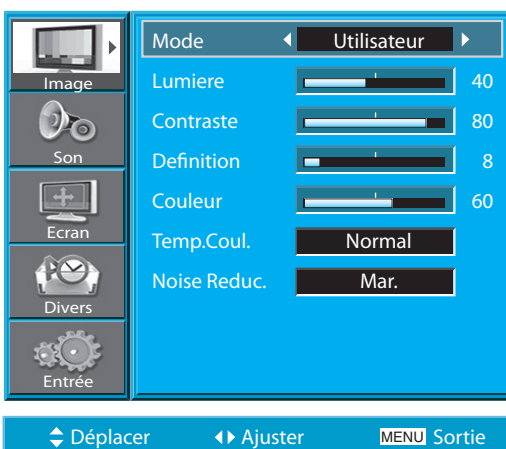 Image
Son
Ecran
Divers
Entrée
Mode Utilisateur
Lumiere 40
Contraste 80
Definition 8
Couleur 60
Temp.Coul. Normal
Noise Reduc. Mar.
Déplacer Ajuster MENU Sortie